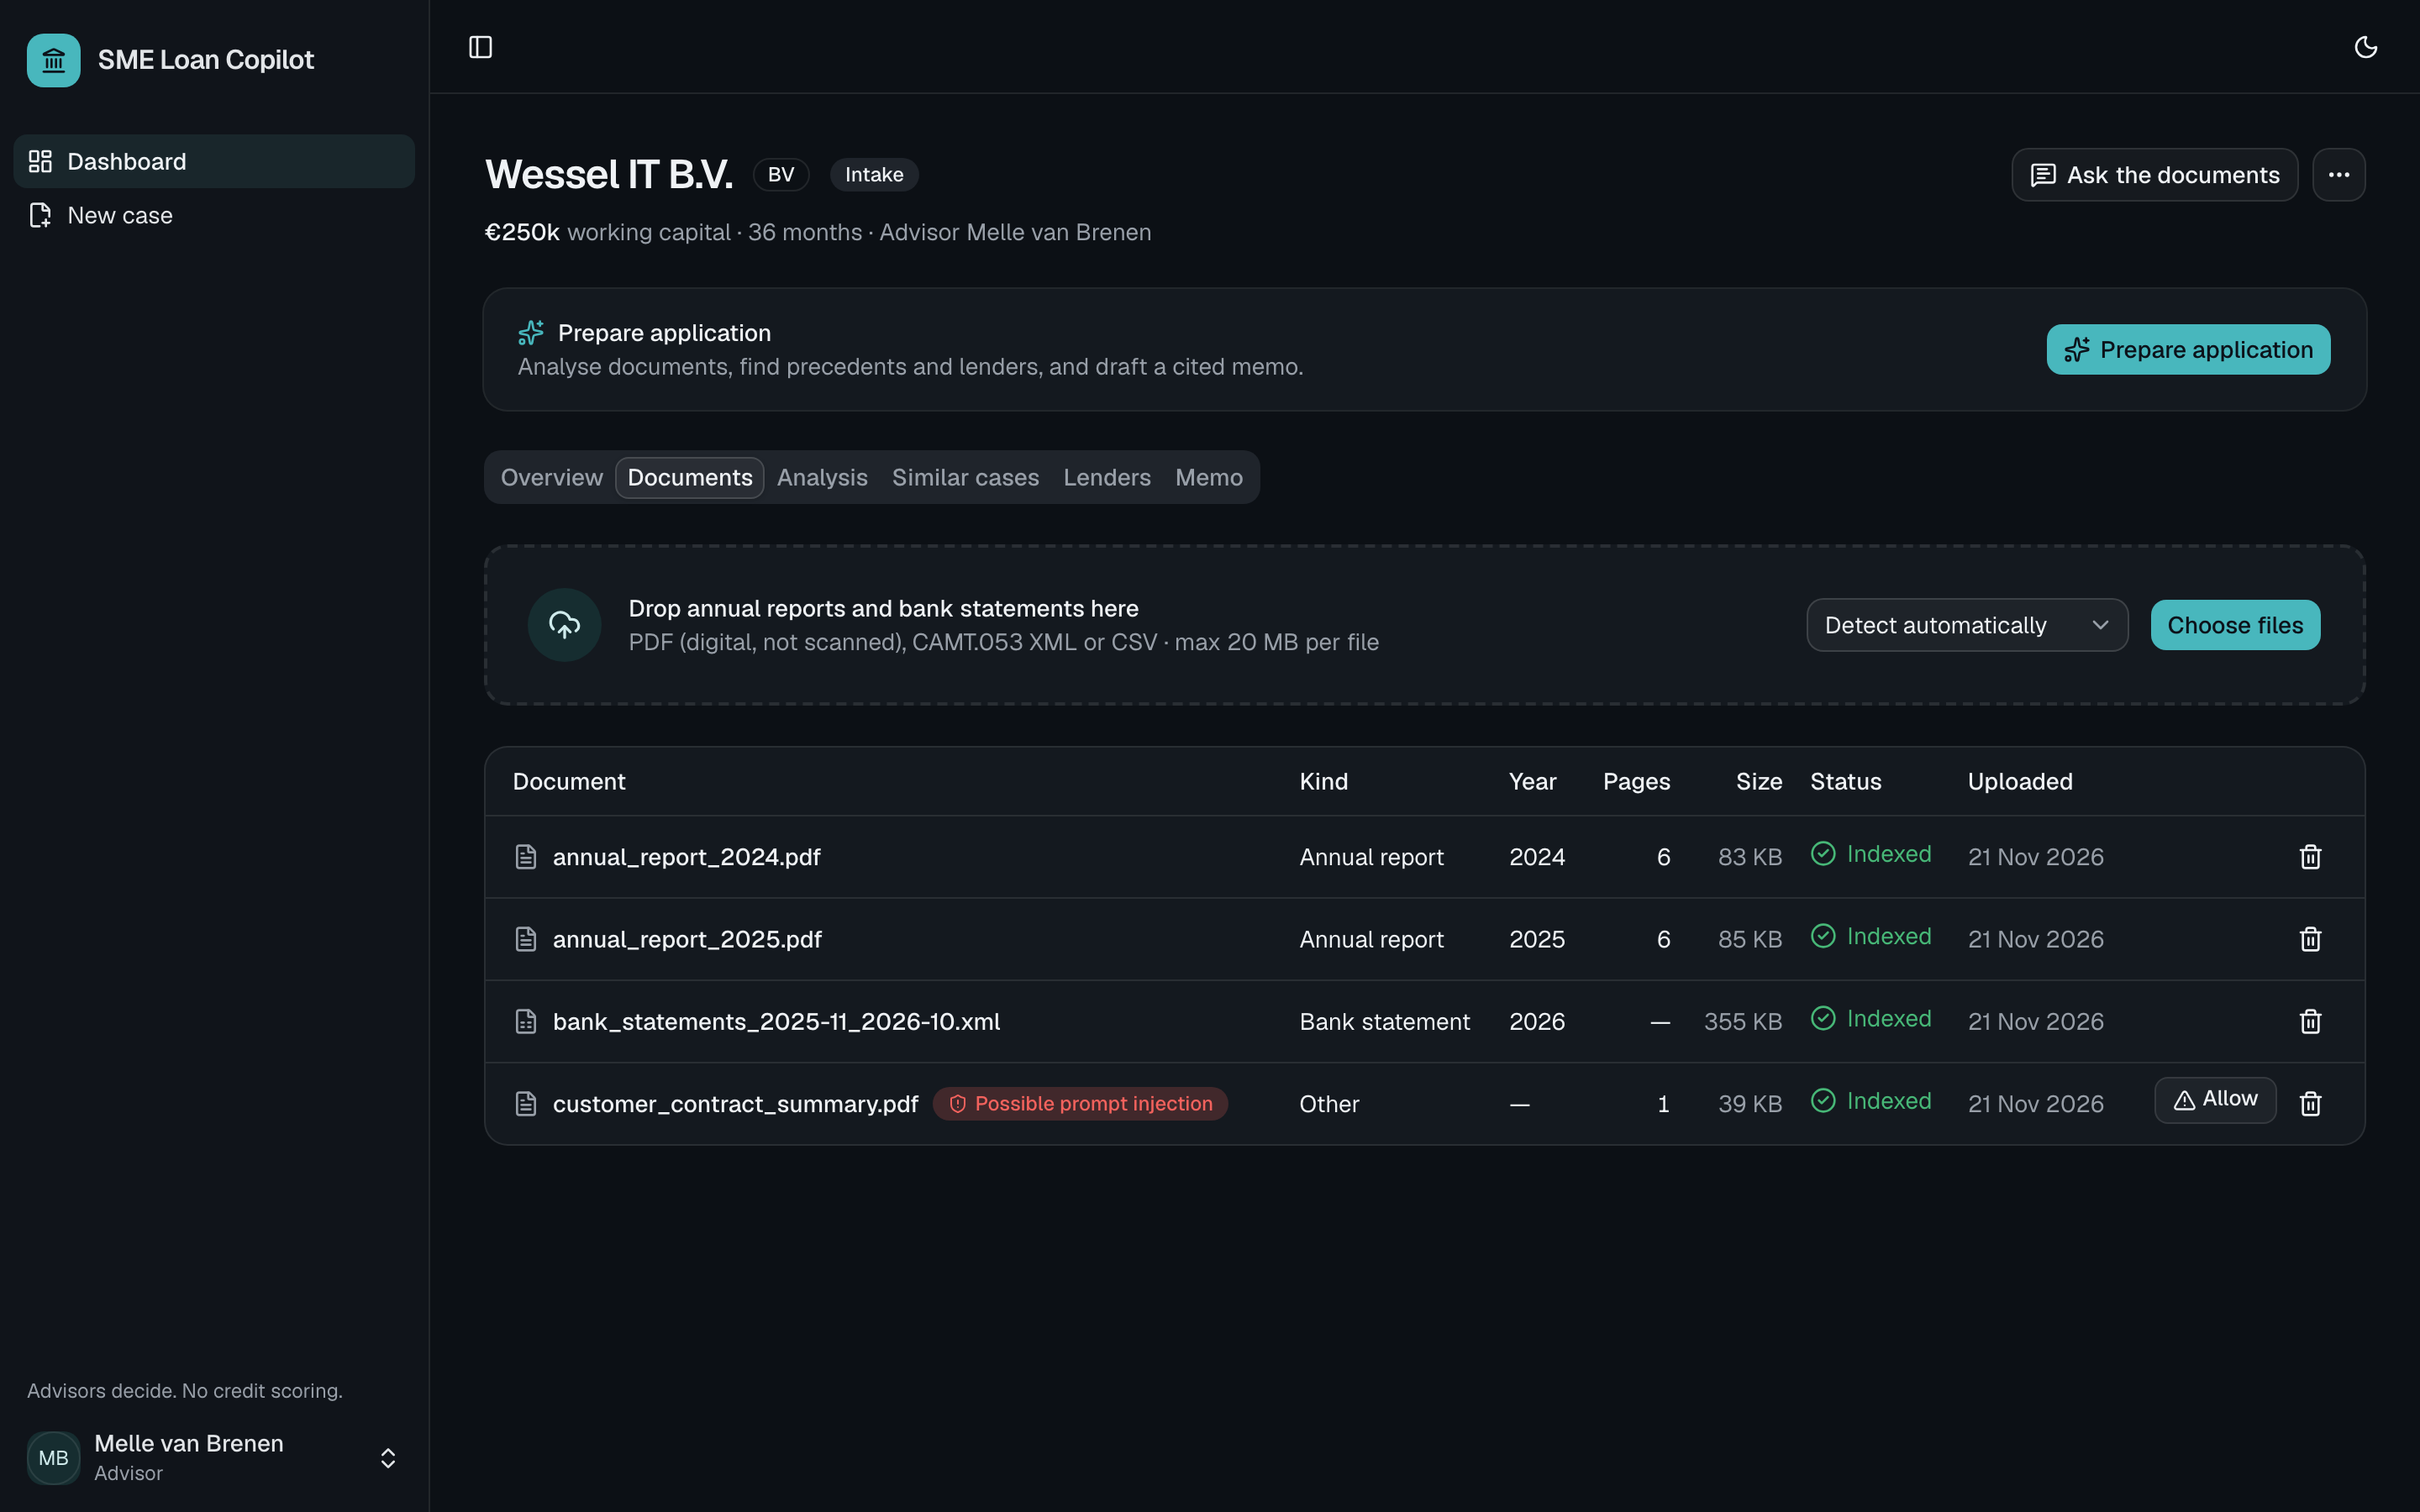 SME Loan Copilot
Dashboard
New case
Wessel IT B.V. BV Intake
Ask the documents
€250k working capital · 36 months · Advisor Melle van Brenen
Prepare application
Analyse documents, find precedents and lenders, and draft a cited memo.
Prepare application
Overview Documents Analysis Similar cases Lenders Memo
Drop annual reports and bank statements here
PDF (digital, not scanned), CAMT.053 XML or CSV · max 20 MB per file
Detect automatically
Choose files
Document Kind Year Pages Size Status Uploaded
annual_report_2024.pdf Annual report 2024 6 83 KB Indexed 21 Nov 2026
annual_report_2025.pdf Annual report 2025 6 85 KB Indexed 21 Nov 2026
bank_statements_2025-11_2026-10.xml Bank statement 2026 — 355 KB Indexed 21 Nov 2026
customer_contract_summary.pdf Possible prompt injection Other — 1 39 KB Indexed 21 Nov 2026 Allow
Advisors decide. No credit scoring.
MB
Melle van Brenen
Advisor